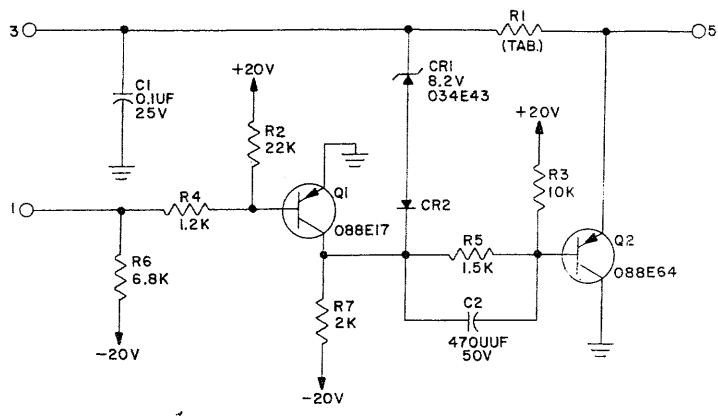 R1
(TAB.)
3
5
C1
0.1UF
25V
+20V
CR1
8.2V
034E43
R2
22K
+20V
R3
10K
1
R4
1.2K
Q1
088E17
CR2
R5
1.5K
Q2
088E64
R6
6.8K
R7
2K
C2
470UUF
50V
-20V
-20V